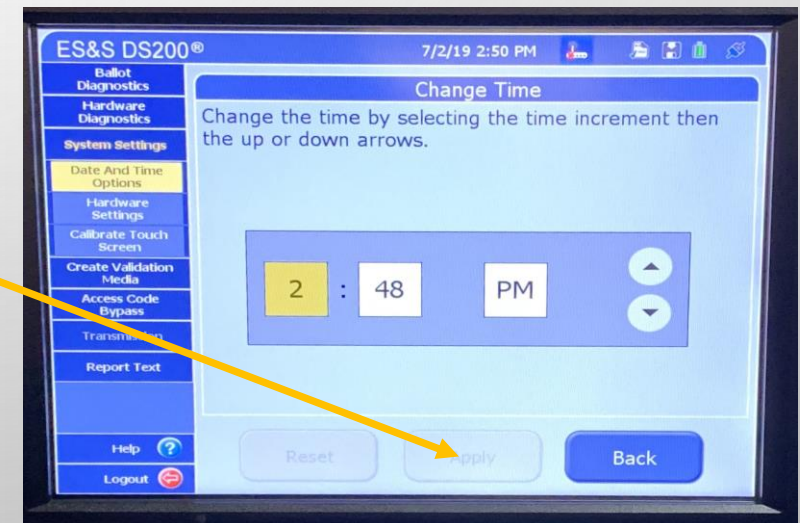 ES&S DS200®
7/2/19 2:50 PM
Ballot
Diagnostics
Hardware
Diagnostics
System Settings
Date And Time
Options
Hardware
Settings
Calibrate Touch
Screen
Create Validation
Media
Access Code
Bypass
Transmission
Report Text
Help ?
Logout
Change Time
Change the time by selecting the time increment then
the up or down arrows.
2 : 48 PM
Reset Apply Back